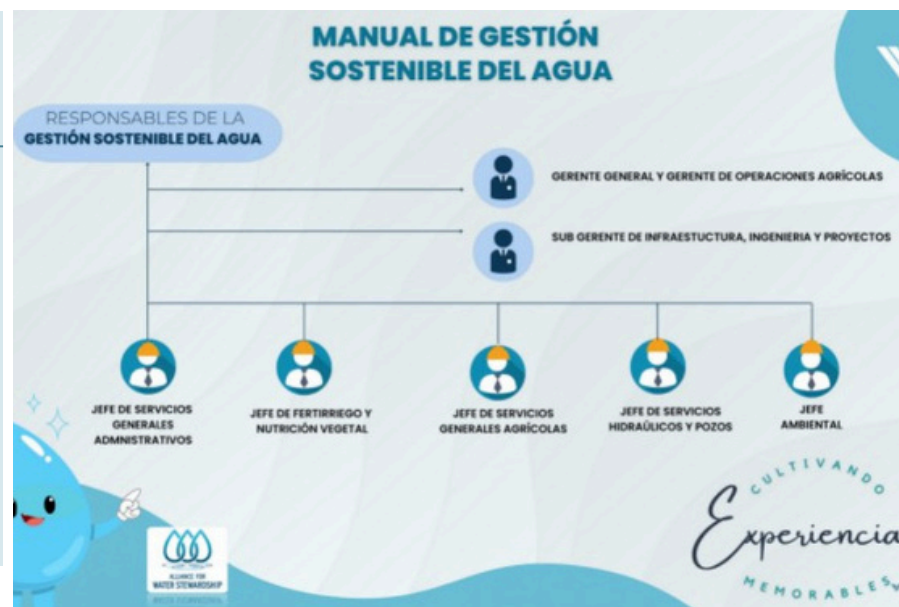 MANUAL DE GESTIÓN
SOSTENIBLE DEL AGUA
RESPONSABLES DE LA
GESTIÓN SOSTENIBLE DEL AGUA
GERENTE GENERAL Y GERENTE DE OPERACIONES AGRÍCOLAS
SUB GERENTE DE INFRAESTUCTURA, INGENIERIA Y PROYECTOS
JEFE DE SERVICIOS
GENERALES
ADMNISTRATIVOS
JEFE DE FERTIRRIEGO Y
NUTRICIÓN VEGETAL
JEFE DE SERVICIOS
GENERALES AGRÍCOLAS
JEFE DE SERVICIOS
HIDRAÚLICOS Y POZOS
JEFE
AMBIENTAL
ALLIANCE FOR
WATER STEWARDSHIP
CULTIVANDO
Experiencia
MEMORABLES